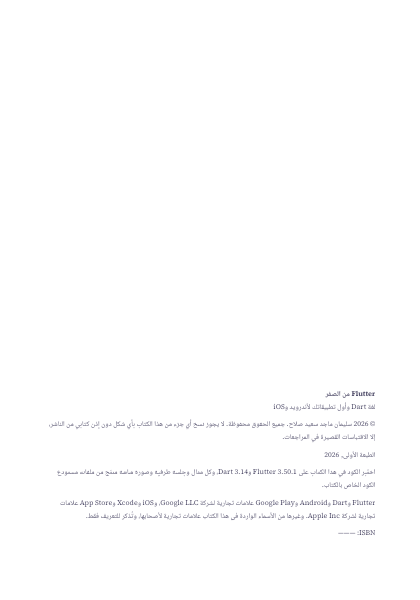 Flutter من الصفر
لغة Dart وأول تطبيقاتك لأندرويد وiOS
© 2026 سليمان ماجد سعيد صلاح. جميع الحقوق محفوظة. لا يجوز نسخ أي جزء من هذا الكتاب بأي شكل دون إذن كتابي من الناشر،
إلا الاقتباسات القصيرة في المراجعات.
الطبعة الأولى، 2026
اختُبر الكود في هذا الكتاب على Flutter 3.50.1 وDart 3.14، وكل مثال وجلسة طرفية وصورة شاشة منتج من ملفات مستودع
الكود الخاص بالكتاب.
Flutter وDart وAndroid وGoogle Play علامات تجارية لشركة Google LLC، وiOS وXcode وApp Store علامات
تجارية لشركة Apple Inc. وغيرها من الأسماء الواردة في هذا الكتاب علامات تجارية لأصحابها، وتُذكر للتعريف فقط.
ISBN: ———